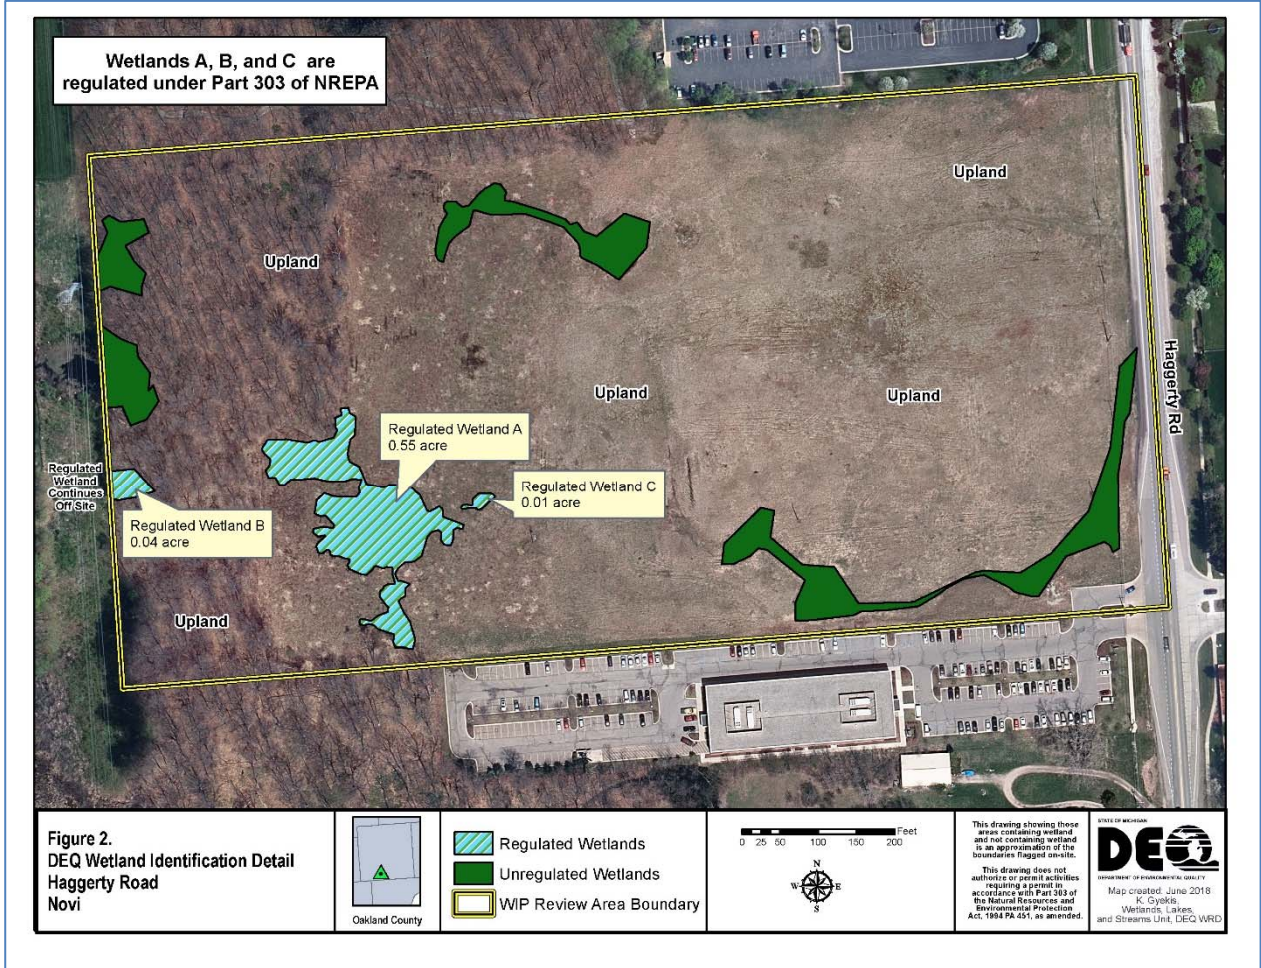 Wetlands A, B, and C are
regulated under Part 303 of NREPA
Upland
Upland
Regulated Wetland A
0.55 acre
Upland
Upland
Haggerty Rd
Regulated
Wetland
Continues
Off Site
Regulated Wetland C
0.01 acre
Regulated Wetland B
0.04 acre
Upland
Figure 2.
DEQ Wetland Identification Detail
Haggerty Road
Novi
Oakland County
Regulated Wetlands
Unregulated Wetlands
WIP Review Area Boundary
Feet
0 25 50 100 150 200
N
W E
S
This drawing showing those
areas containing wetland
and not containing wetland
is an approximation of the
boundaries flagged on-site.
This drawing does not
authorize or permit activities
requiring a permit in
accordance with Part 303 of
the Natural Resources and
Environmental Protection
Act, 1994 PA 451, as amended.
STATE OF MICHIGAN
DEQ
DEPARTMENT OF ENVIRONMENTAL QUALITY
Map created: June 2018
K. Gyekis,
Wetlands, Lakes,
and Streams Unit, DEQ WRD